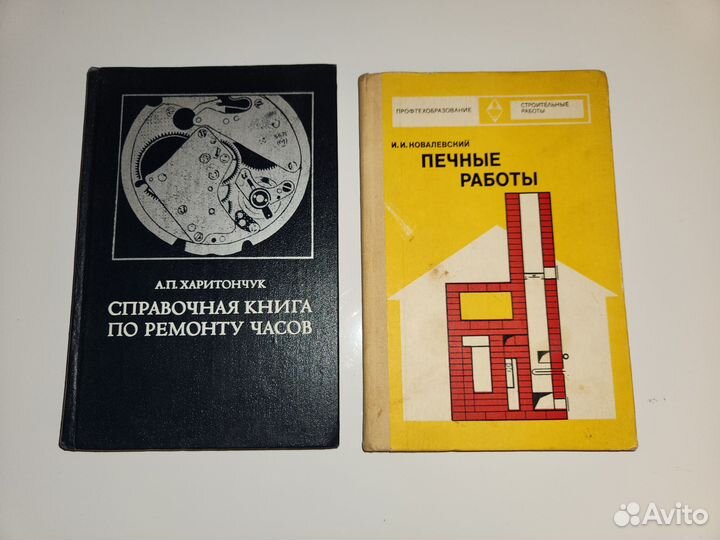 А.П. ХАРИТОНЧУК
СПРАВОЧНАЯ КНИГА
ПО РЕМОНТУ ЧАСОВ
ПРОФТЕХОБРАЗОВАНИЕ
СТРОИТЕЛЬНЫЕ
РАБОТЫ
И.И. КОВАЛЕВСКИЙ
ПЕЧНЫЕ
РАБОТЫ
Avito